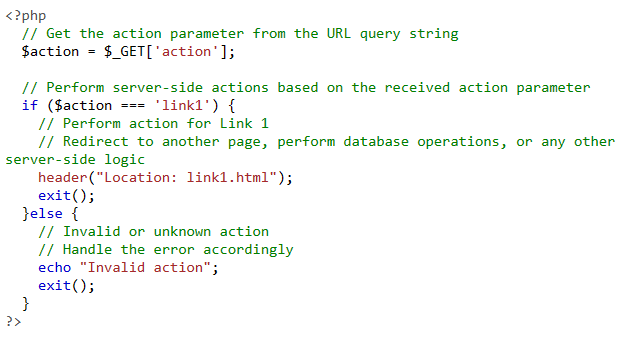 <?php
  // Get the action parameter from the URL query string
  $action = $_GET['action'];

  // Perform server-side actions based on the received action parameter
  if ($action === 'link1') {
    // Perform action for Link 1
    // Redirect to another page, perform database operations, or any other
server-side logic
    header("Location: link1.html");
    exit();
  }else {
    // Invalid or unknown action
    // Handle the error accordingly
    echo "Invalid action";
    exit();
  }
?>